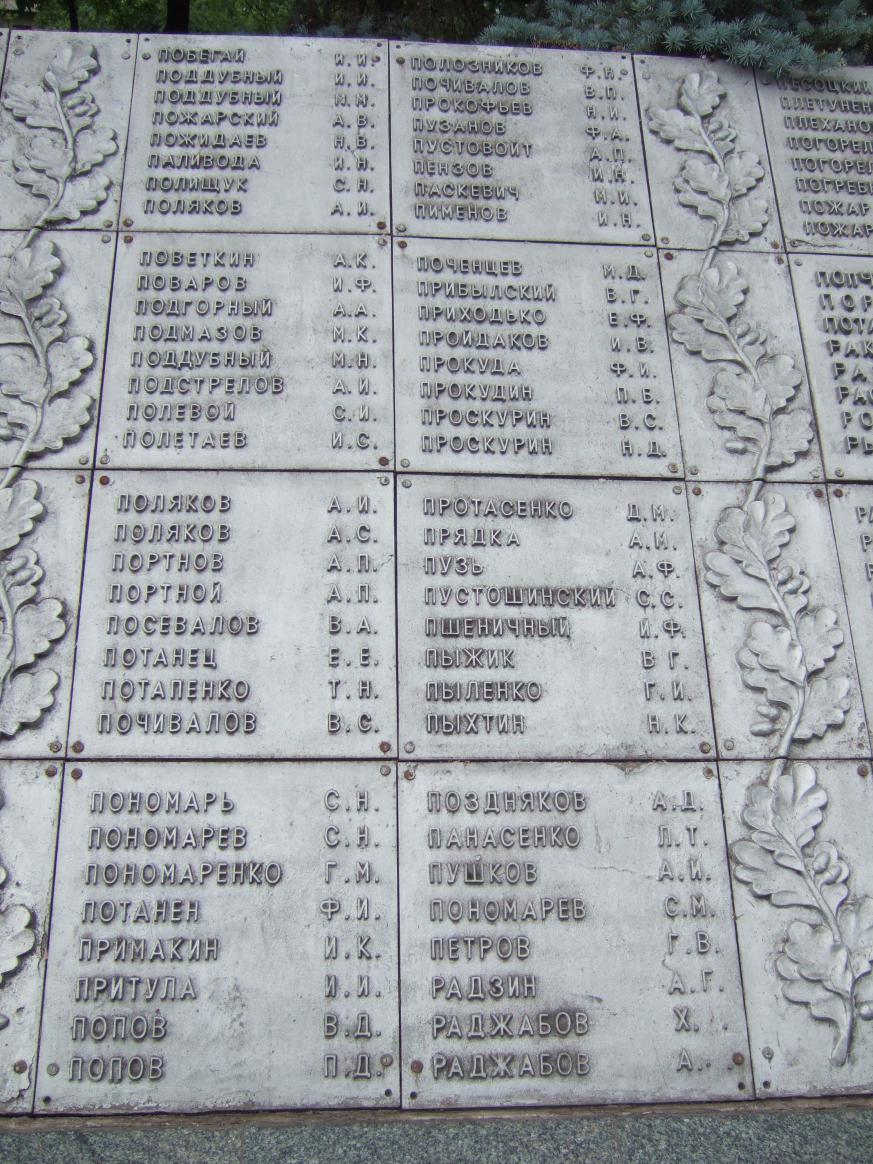 ПОБЕГАЙ И.И.
ПОДДУБНЫЙ И.И.
ПОДДУБНЫЙ М.М.
ПОЖАРСКИЙ А.В.
ПОЖИДАЕВ Н.В.
ПАЛИВОДА И.Н.
ПОЛИЩУК С.Н.
ПОЛЯКОВ А.И.
ПОЛОЗНИКОВ Ф.Н.
ПОЧИВАЛОВ В.П.
ПРОКОФЬЕВ Н.И.
ПУЗАНОВ Ф.А.
ПУСТОВОЙТ А.П.
ПЕНЗОВ И.Н.
ПАСКЕВИЧ М.И.
ПИМЕНОВ И.Н.
ПОВЕТКИН А.К.
ПОВАРОВ И.Ф.
ПОДГОРНЫЙ А.А.
ПОДМАЗОВ М.К.
ПОДДУБНЫЙ М.Н.
ПОДСТРЕЛОВ А.И.
ПОЛЕВОЙ С.И.
ПОЛЕТАЕВ И.С.
ПОЧЕНЦЕВ И.Д.
ПРИБЫЛСКИЙ В.Г.
ПРИХОДЬКО Е.Ф.
ПРОЙДАКОВ И.В.
ПРОКУДА Ф.И.
ПРОКУДИН П.Б.
ПРОСКУРИН В.С.
ПРОСКУРИН Н.Д.
ПОЛЯКОВ А.И.
ПОЛЯКОВ А.С.
ПОРТНОВ А.П.
ПОРТНОЙ А.П.
ПОСЕВАЛОВ В.А.
ПОТАНЕЦ Е.Е.
ПОТАПЕНКО Т.Н.
ПОЧИВАЛОВ В.С.
ПРОТАСЕНКО Д.М.
ПРЯДКА А.М.
ПУЗЬ А.Ф.
ПУСТОШИНСКИЙ С.С.
ПШЕНИЧНЫЙ И.Ф.
ПЫЖИК В Г.
ПЫЛЕНКО Г.И.
ПЫХТИН Н.К.
ПОНОМАРЬ С.Н.
ПОНОМАРЕВ С.Н.
ПОНОМАРЕНКО Г.М.
ПОТАНЕН Ф.И.
ПРИМАКИН И.К.
ПРИТУЛА И.И.
ПОПОВ В.Д.
ПОПОВ П.Д.
ПОЗДНЯКОВ А.Д.
ПАНАСЕНКО П.Т.
ПУШКОВ А.И.
ПОНОМАРЕВ С.М.
ПЕТРОВ Г.В.
РАДЗИН А.Г.
РАДЖАБОВ Х.
РАДЖАБОВ А.